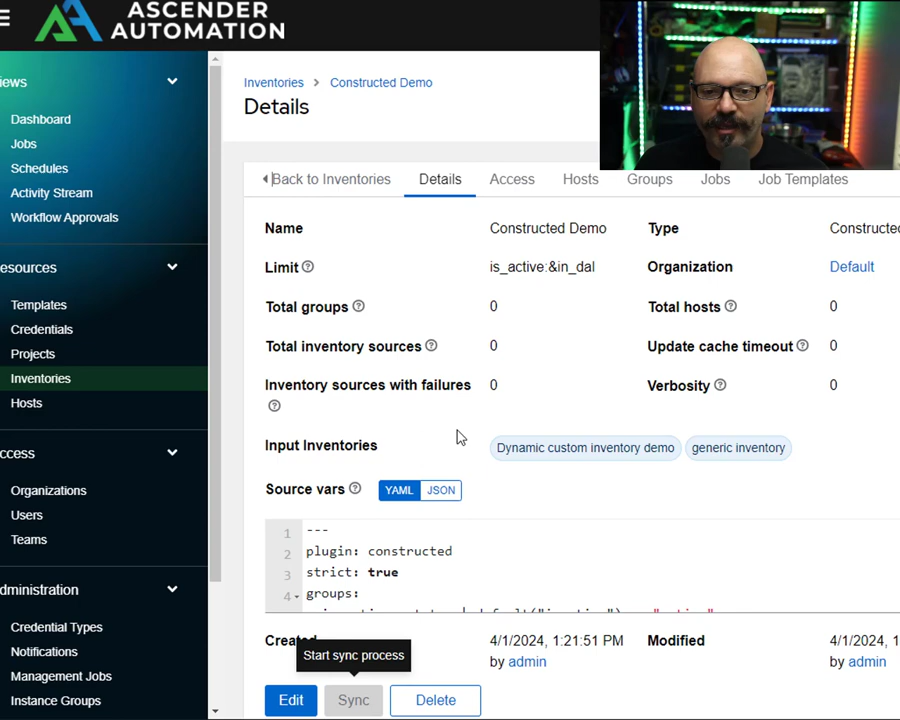 ASCENDER
AUTOMATION
iews
Dashboard
Jobs
Schedules
Activity Stream
Workflow Approvals
esources
Templates
Credentials
Projects
Inventories
Hosts
ccess
Organizations
Users
Teams
dministration
Credential Types
Notifications
Management Jobs
Instance Groups
Inventories > Constructed Demo
Details
Back to Inventories Details Access Hosts Groups Jobs Job Templates
Name Constructed Demo Type Constructed
Limit is_active:&in_dal Organization Default
Total groups 0 Total hosts 0
Total inventory sources 0 Update cache timeout 0
Inventory sources with failures 0 Verbosity 0
Input Inventories Dynamic custom inventory demo generic inventory
Source vars YAML JSON
1 ---
2 plugin: constructed
3 strict: true
4 groups:
Created 4/1/2024, 1:21:51 PM Modified 4/1/2024, 1
by admin by admin
Start sync process
Edit Sync Delete